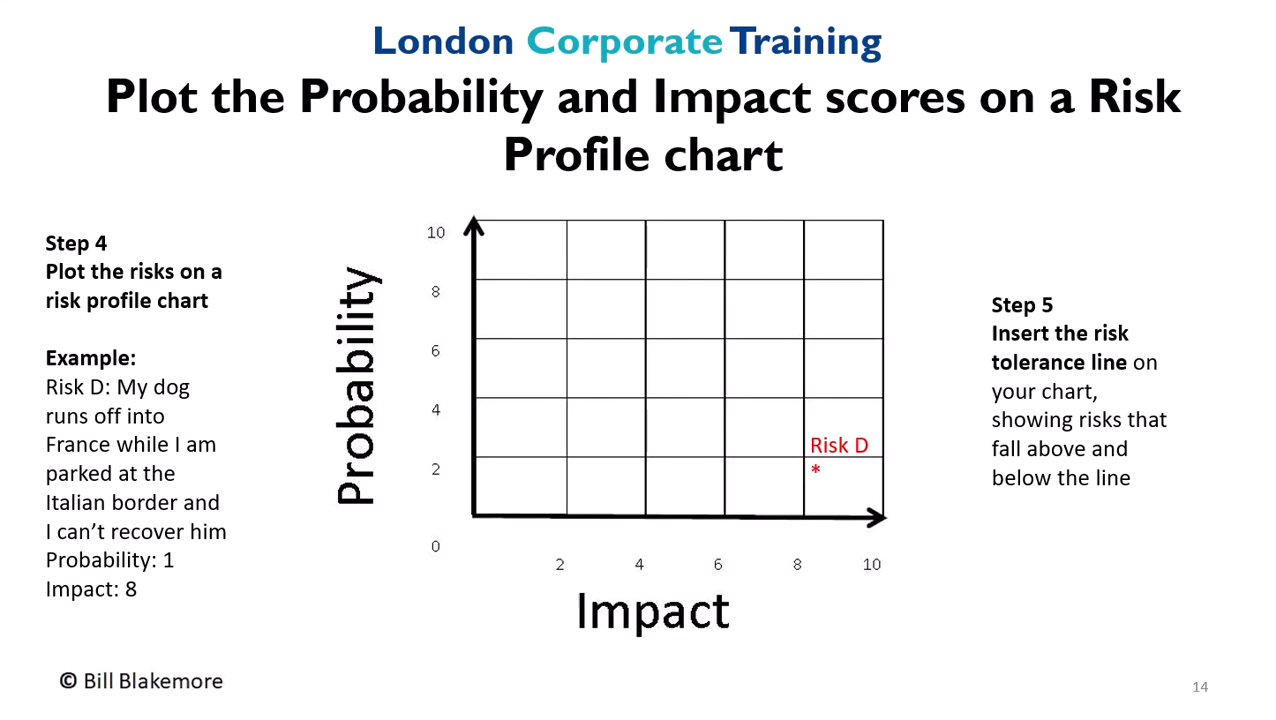 London Corporate Training
Plot the Probability and Impact scores on a Risk
Profile chart
Step 4
Plot the risks on a
risk profile chart
Example:
Risk D: My dog
runs off into
France while I am
parked at the
Italian border and
I can’t recover him
Probability: 1
Impact: 8
Probability
10
8
6
4
2
0
Risk D
*
2 4 6 8 10
Impact
Step 5
Insert the risk
tolerance line on
your chart,
showing risks that
fall above and
below the line
© Bill Blakemore
14